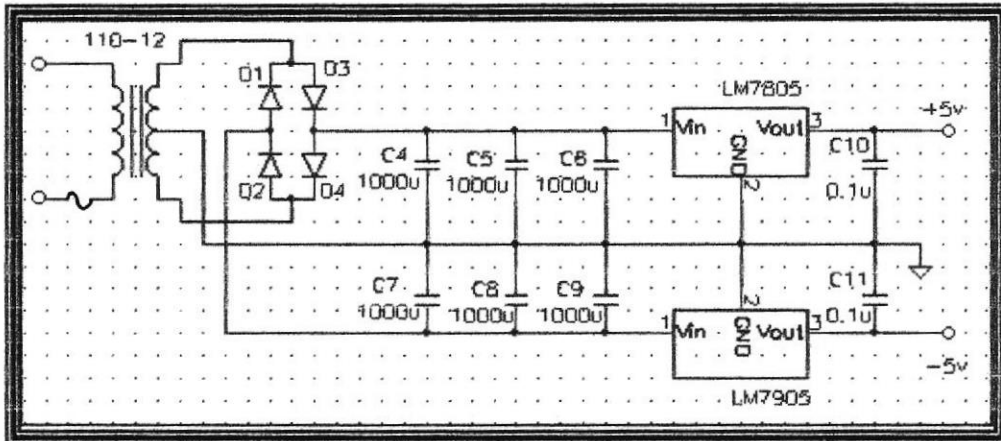 110-12
D1
D3
D2
D4
C4
1000u
C5
1000u
C6
1000u
C7
1000u
C8
1000u
C9
1000u
LM7805
1
Vin
Vout
3
GND
2
+5v
C10
0.1u
C11
0.1u
2
1
Vin
GND
Vout
3
LM7905
-5v